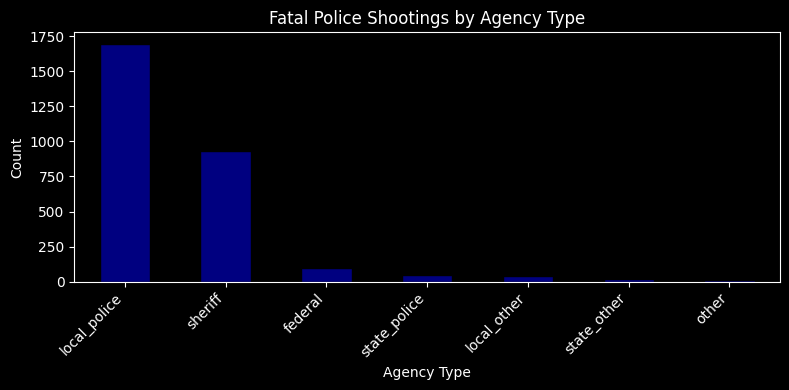 Fatal Police Shootings by Agency Type
1750
1500
1250
1000
750
500
250
0
Count
local_police
sheriff
federal
state_police
local_other
state_other
other
Agency Type